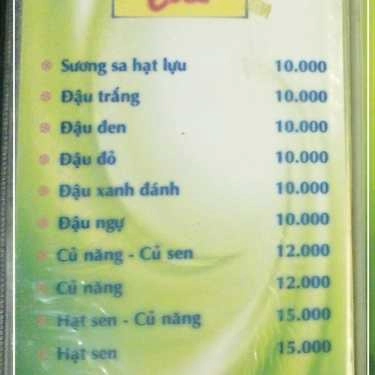 Sương sa hạt lựu 10.000
Đậu trắng 10.000
Đậu đen 10.000
Đậu đỏ 10.000
Đậu xanh đánh 10.000
Đậu ngự 10.000
Củ năng - Củ sen 12.000
Củ năng 12.000
Hạt sen - Củ năng 15.000
Hạt sen 15.000